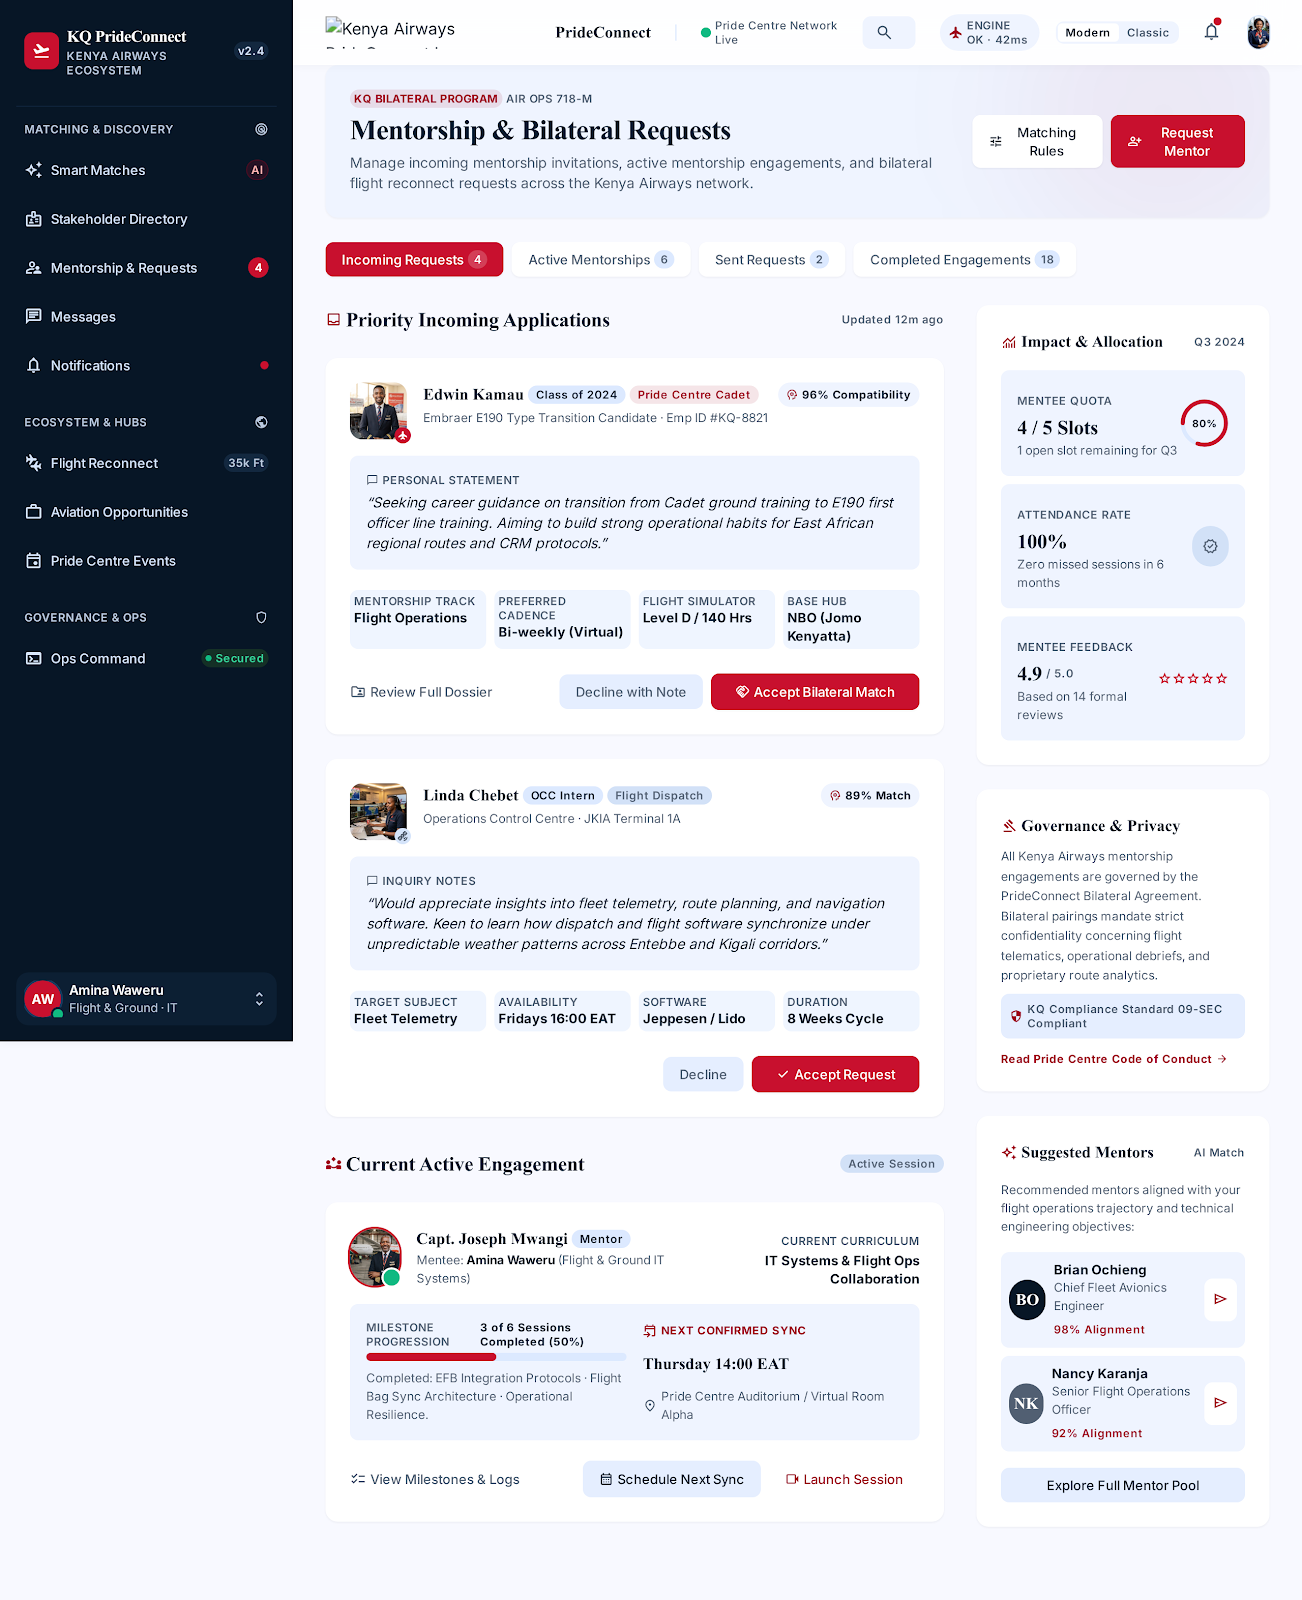 KQ PrideConnect
KENYA AIRWAYS
ECOSYSTEM
v2.4
MATCHING & DISCOVERY
Smart Matches
AI
Stakeholder Directory
Mentorship & Requests
4
Messages
Notifications
ECOSYSTEM & HUBS
Flight Reconnect
35k Ft
Aviation Opportunities
Pride Centre Events
GOVERNANCE & OPS
Ops Command
Secured
AW
Amina Waweru
Flight & Ground · IT
Kenya Airways
PrideConnect
Pride Centre Network
Live
ENGINE
OK · 42ms
Modern
Classic
KQ BILATERAL PROGRAM
AIR OPS 718-M
Mentorship & Bilateral Requests
Manage incoming mentorship invitations, active mentorship engagements, and bilateral
flight reconnect requests across the Kenya Airways network.
Matching
Rules
Request
Mentor
Incoming Requests 4
Active Mentorships 6
Sent Requests 2
Completed Engagements 18
Priority Incoming Applications
Updated 12m ago
Edwin Kamau
Class of 2024
Pride Centre Cadet
96% Compatibility
Embraer E190 Type Transition Candidate · Emp ID #KQ-8821
PERSONAL STATEMENT
“Seeking career guidance on transition from Cadet ground training to E190 first
officer line training. Aiming to build strong operational habits for East African
regional routes and CRM protocols.”
MENTORSHIP TRACK
Flight Operations
PREFERRED
CADENCE
Bi-weekly (Virtual)
FLIGHT SIMULATOR
Level D / 140 Hrs
BASE HUB
NBO (Jomo
Kenyatta)
Review Full Dossier
Decline with Note
Accept Bilateral Match
Linda Chebet
OCC Intern
Flight Dispatch
89% Match
Operations Control Centre · JKIA Terminal 1A
INQUIRY NOTES
“Would appreciate insights into fleet telemetry, route planning, and navigation
software. Keen to learn how dispatch and flight software synchronize under
unpredictable weather patterns across Entebbe and Kigali corridors.”
TARGET SUBJECT
Fleet Telemetry
AVAILABILITY
Fridays 16:00 EAT
SOFTWARE
Jeppesen / Lido
DURATION
8 Weeks Cycle
Decline
Accept Request
Current Active Engagement
Active Session
Capt. Joseph Mwangi
Mentor
Mentee: Amina Waweru (Flight & Ground IT
Systems)
CURRENT CURRICULUM
IT Systems & Flight Ops
Collaboration
MILESTONE
PROGRESSION
3 of 6 Sessions
Completed (50%)
Completed: EFB Integration Protocols · Flight
Bag Sync Architecture · Operational
Resilience.
NEXT CONFIRMED SYNC
Thursday 14:00 EAT
Pride Centre Auditorium / Virtual Room
Alpha
View Milestones & Logs
Schedule Next Sync
Launch Session
Impact & Allocation
Q3 2024
MENTEE QUOTA
4 / 5 Slots
1 open slot remaining for Q3
80%
ATTENDANCE RATE
100%
Zero missed sessions in 6
months
MENTEE FEEDBACK
4.9 / 5.0
Based on 14 formal
reviews
Governance & Privacy
All Kenya Airways mentorship
engagements are governed by the
PrideConnect Bilateral Agreement.
Bilateral pairings mandate strict
confidentiality concerning flight
telematics, operational debriefs, and
proprietary route analytics.
KQ Compliance Standard 09-SEC
Compliant
Read Pride Centre Code of Conduct →
Suggested Mentors
AI Match
Recommended mentors aligned with your
flight operations trajectory and technical
engineering objectives:
BO
Brian Ochieng
Chief Fleet Avionics
Engineer
98% Alignment
NK
Nancy Karanja
Senior Flight Operations
Officer
92% Alignment
Explore Full Mentor Pool